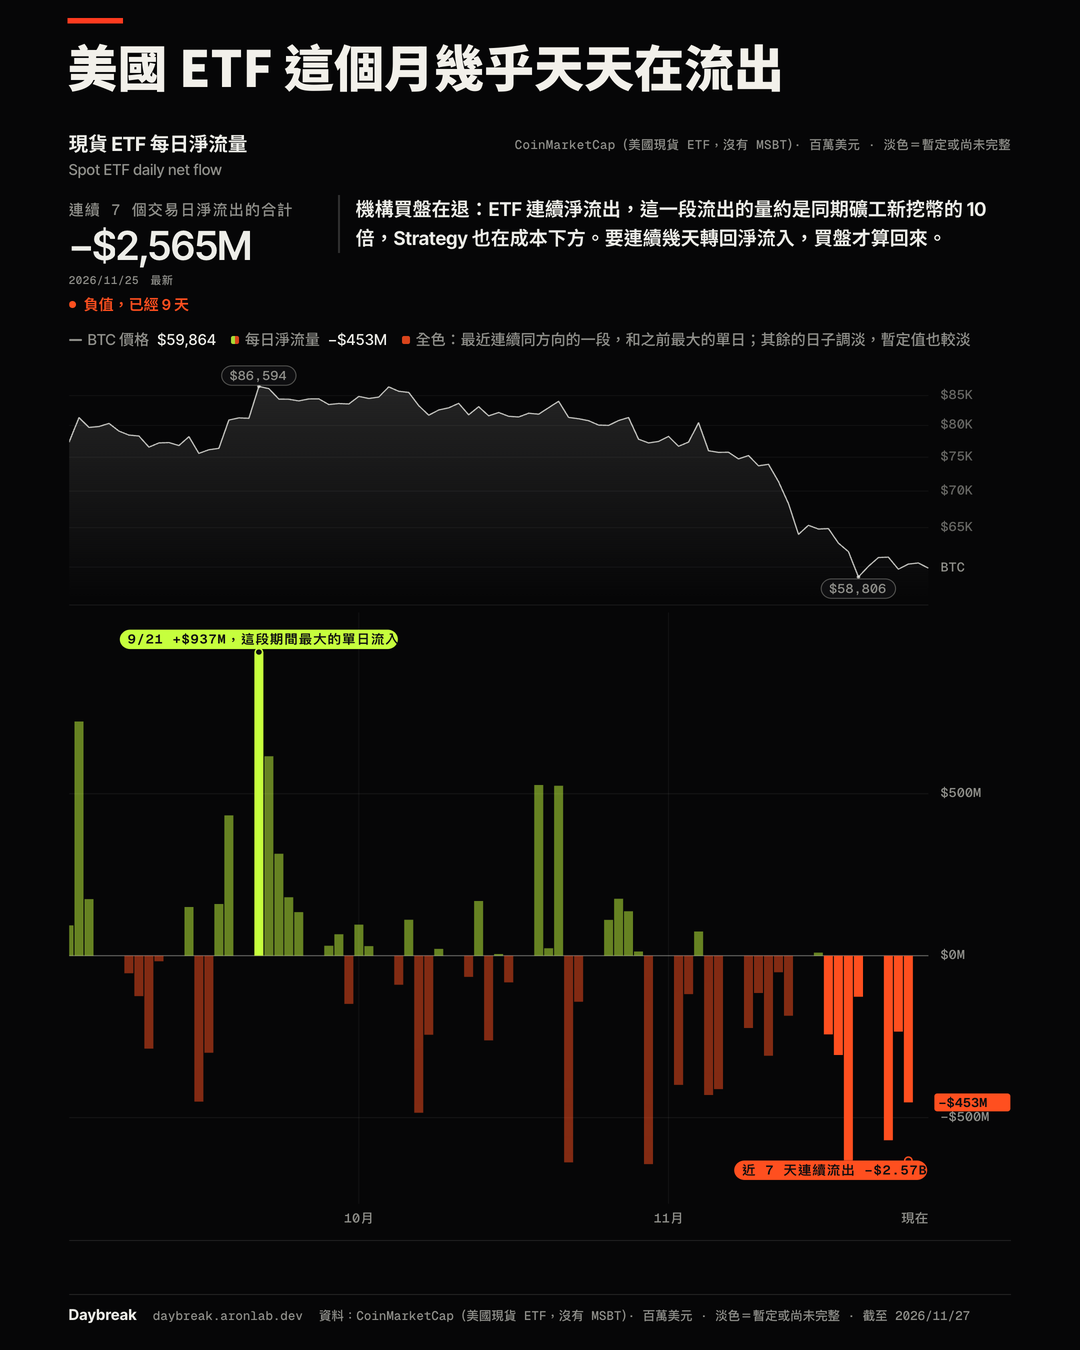 美國 ETF 這個月幾乎天天在流出
現貨 ETF 每日淨流量
CoinMarketCap (美國現貨 ETF，沒有 MSBT)· 百萬美元 · 淡色＝暫定或尚未完整
Spot ETF daily net flow
連續 7 個交易日淨流出的合計
−$2,565M
2026/11/25 最新
負值，已經 9 天
機構買盤在退：ETF 連續淨流出，這一段流出的量約是同期礦工新挖幣的 10
倍，Strategy 也在成本下方。要連續幾天轉回淨流入，買盤才算回來。
BTC 價格 $59,864 每日淨流量 −$453M 全色：最近連續同方向的一段，和之前最大的單日；其餘的日子調淡，暫定值也較淡
$86,594
$85K
$80K
$75K
$70K
$65K
BTC
$58,806
9/21 +$937M，這段期間最大的單日流入
$500M
$0M
−$453M
−$500M
近 7 天連續流出 −$2.57B
10月
11月
現在
Daybreak daybreak.aronlab.dev 資料：CoinMarketCap (美國現貨 ETF，沒有 MSBT)· 百萬美元 · 淡色＝暫定或尚未完整 · 截至 2026/11/27